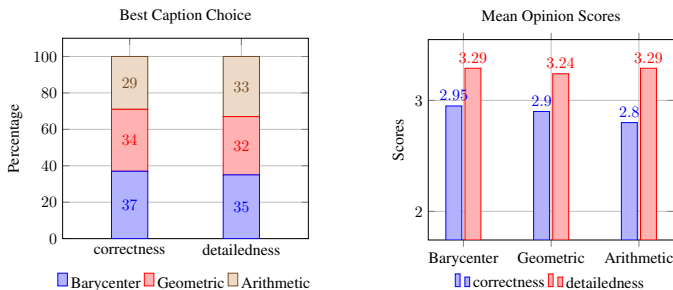 Best Caption Choice
Percentage
100
80
60
40
20
0
29
33
34
32
37
35
correctness detailedness
Barycenter Geometric Arithmetic
Mean Opinion Scores
Scores
3
2
2.95
3.29
2.9
3.24
2.8
3.29
Barycenter Geometric Arithmetic
correctness detailedness